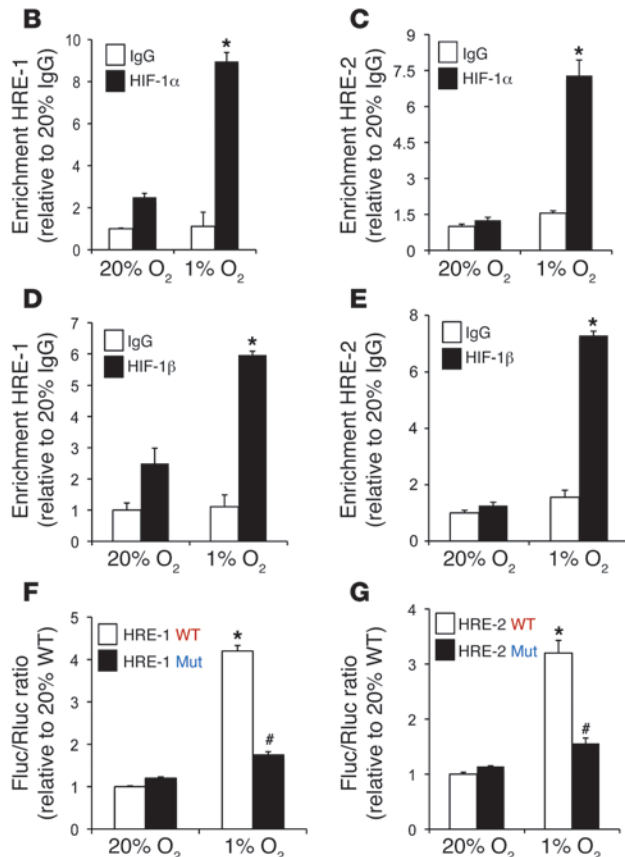 B
Enrichment HRE-1
(relative to 20% IgG)
10
8
6
4
2
0
IgG
HIF-1α
*
20% O₂
1% O₂
C
Enrichment HRE-2
(relative to 20% IgG)
9
7.5
6
4.5
3
1.5
0
IgG
HIF-1α
*
20% O₂
1% O₂
D
Enrichment HRE-1
(relative to 20% IgG)
7
6
5
4
3
2
1
0
IgG
HIF-1β
*
20% O₂
1% O₂
E
Enrichment HRE-2
(relative to 20% IgG)
8
7
6
5
4
3
2
1
0
IgG
HIF-1β
*
20% O₂
1% O₂
F
Fluc/Rluc ratio
(relative to 20% WT)
5
4
3
2
1
0
HRE-1 WT
HRE-1 Mut
*
#
20% O₂
1% O₂
G
Fluc/Rluc ratio
(relative to 20% WT)
4
3
2
1
0
HRE-2 WT
HRE-2 Mut
*
#
20% O₂
1% O₂